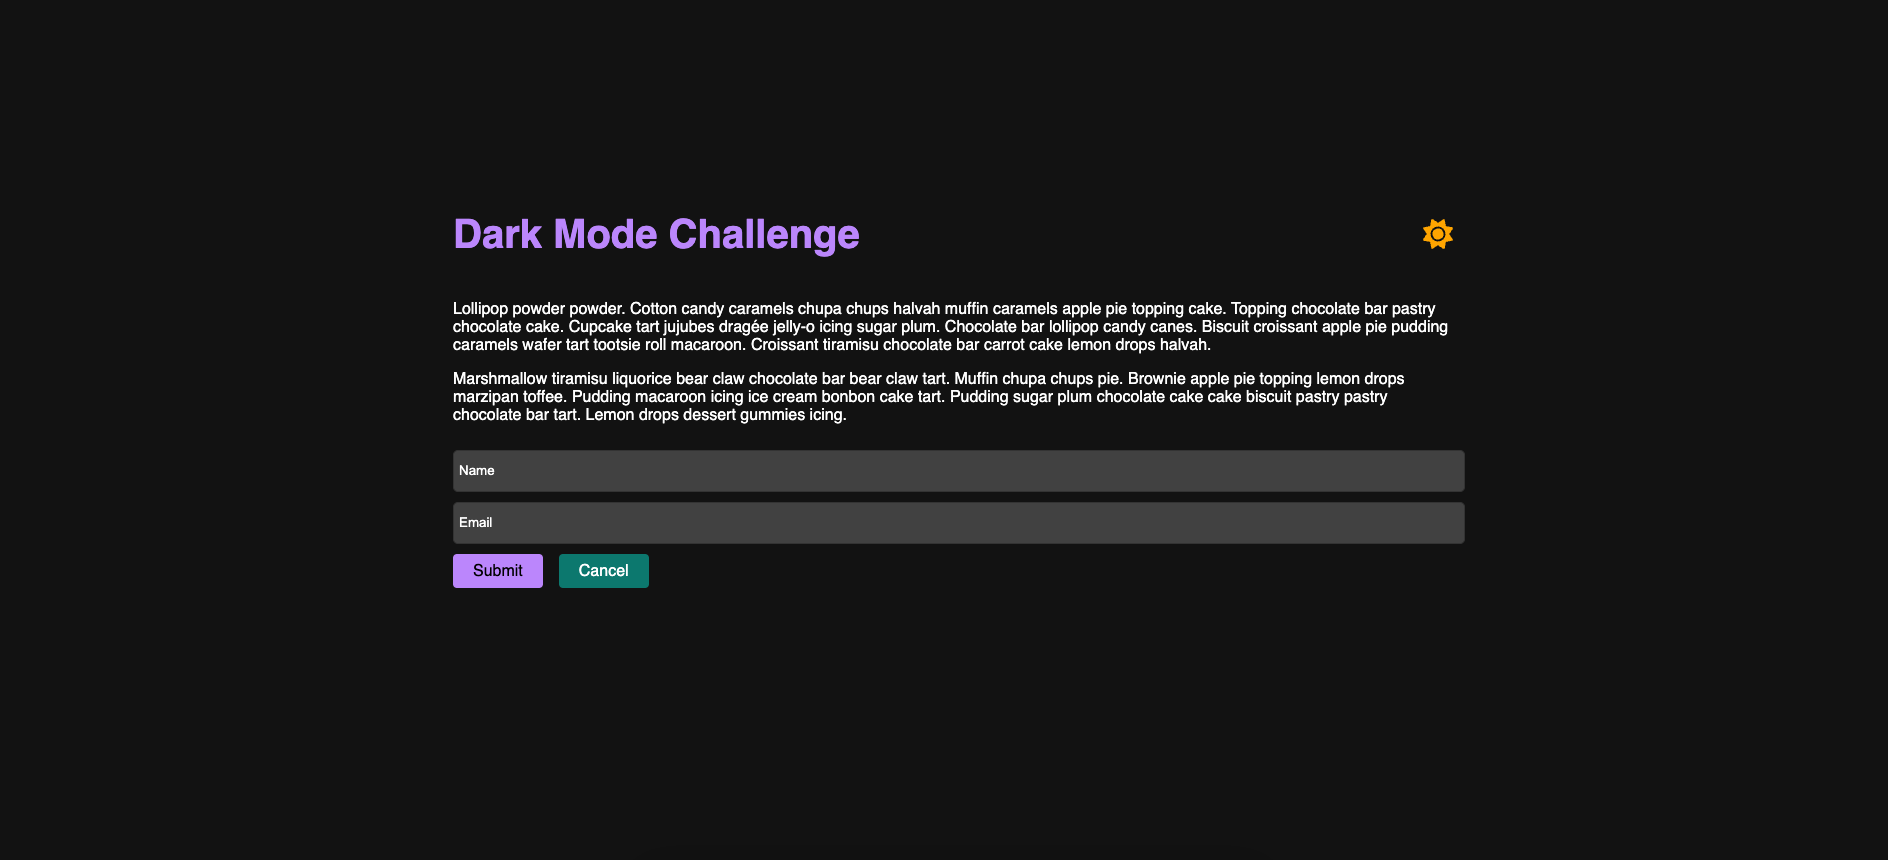 Dark Mode Challenge
Lollipop powder powder. Cotton candy caramels chupa chups halvah muffin caramels apple pie topping cake. Topping chocolate bar pastry
chocolate cake. Cupcake tart jujubes dragée jelly-o icing sugar plum. Chocolate bar lollipop candy canes. Biscuit croissant apple pie pudding
caramels wafer tart tootsie roll macaroon. Croissant tiramisu chocolate bar carrot cake lemon drops halvah.
Marshmallow tiramisu liquorice bear claw chocolate bar bear claw tart. Muffin chupa chups pie. Brownie apple pie topping lemon drops
marzipan toffee. Pudding macaroon icing ice cream bonbon cake tart. Pudding sugar plum chocolate cake cake biscuit pastry pastry
chocolate bar tart. Lemon drops dessert gummies icing.
Name
Email
Submit Cancel